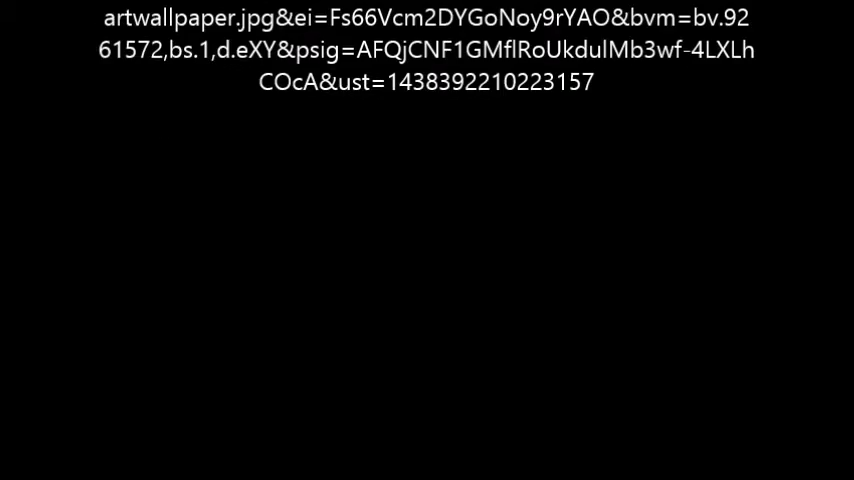 artwallpaper.jpg&ei=Fs66Vcm2DYGoNoy9rYAO&bvm=bv.92
61572,bs.1,d.eXY&psig=AFQjCNF1GMflRoUkdulMb3wf-4LXLh
COcA&ust=1438392210223157